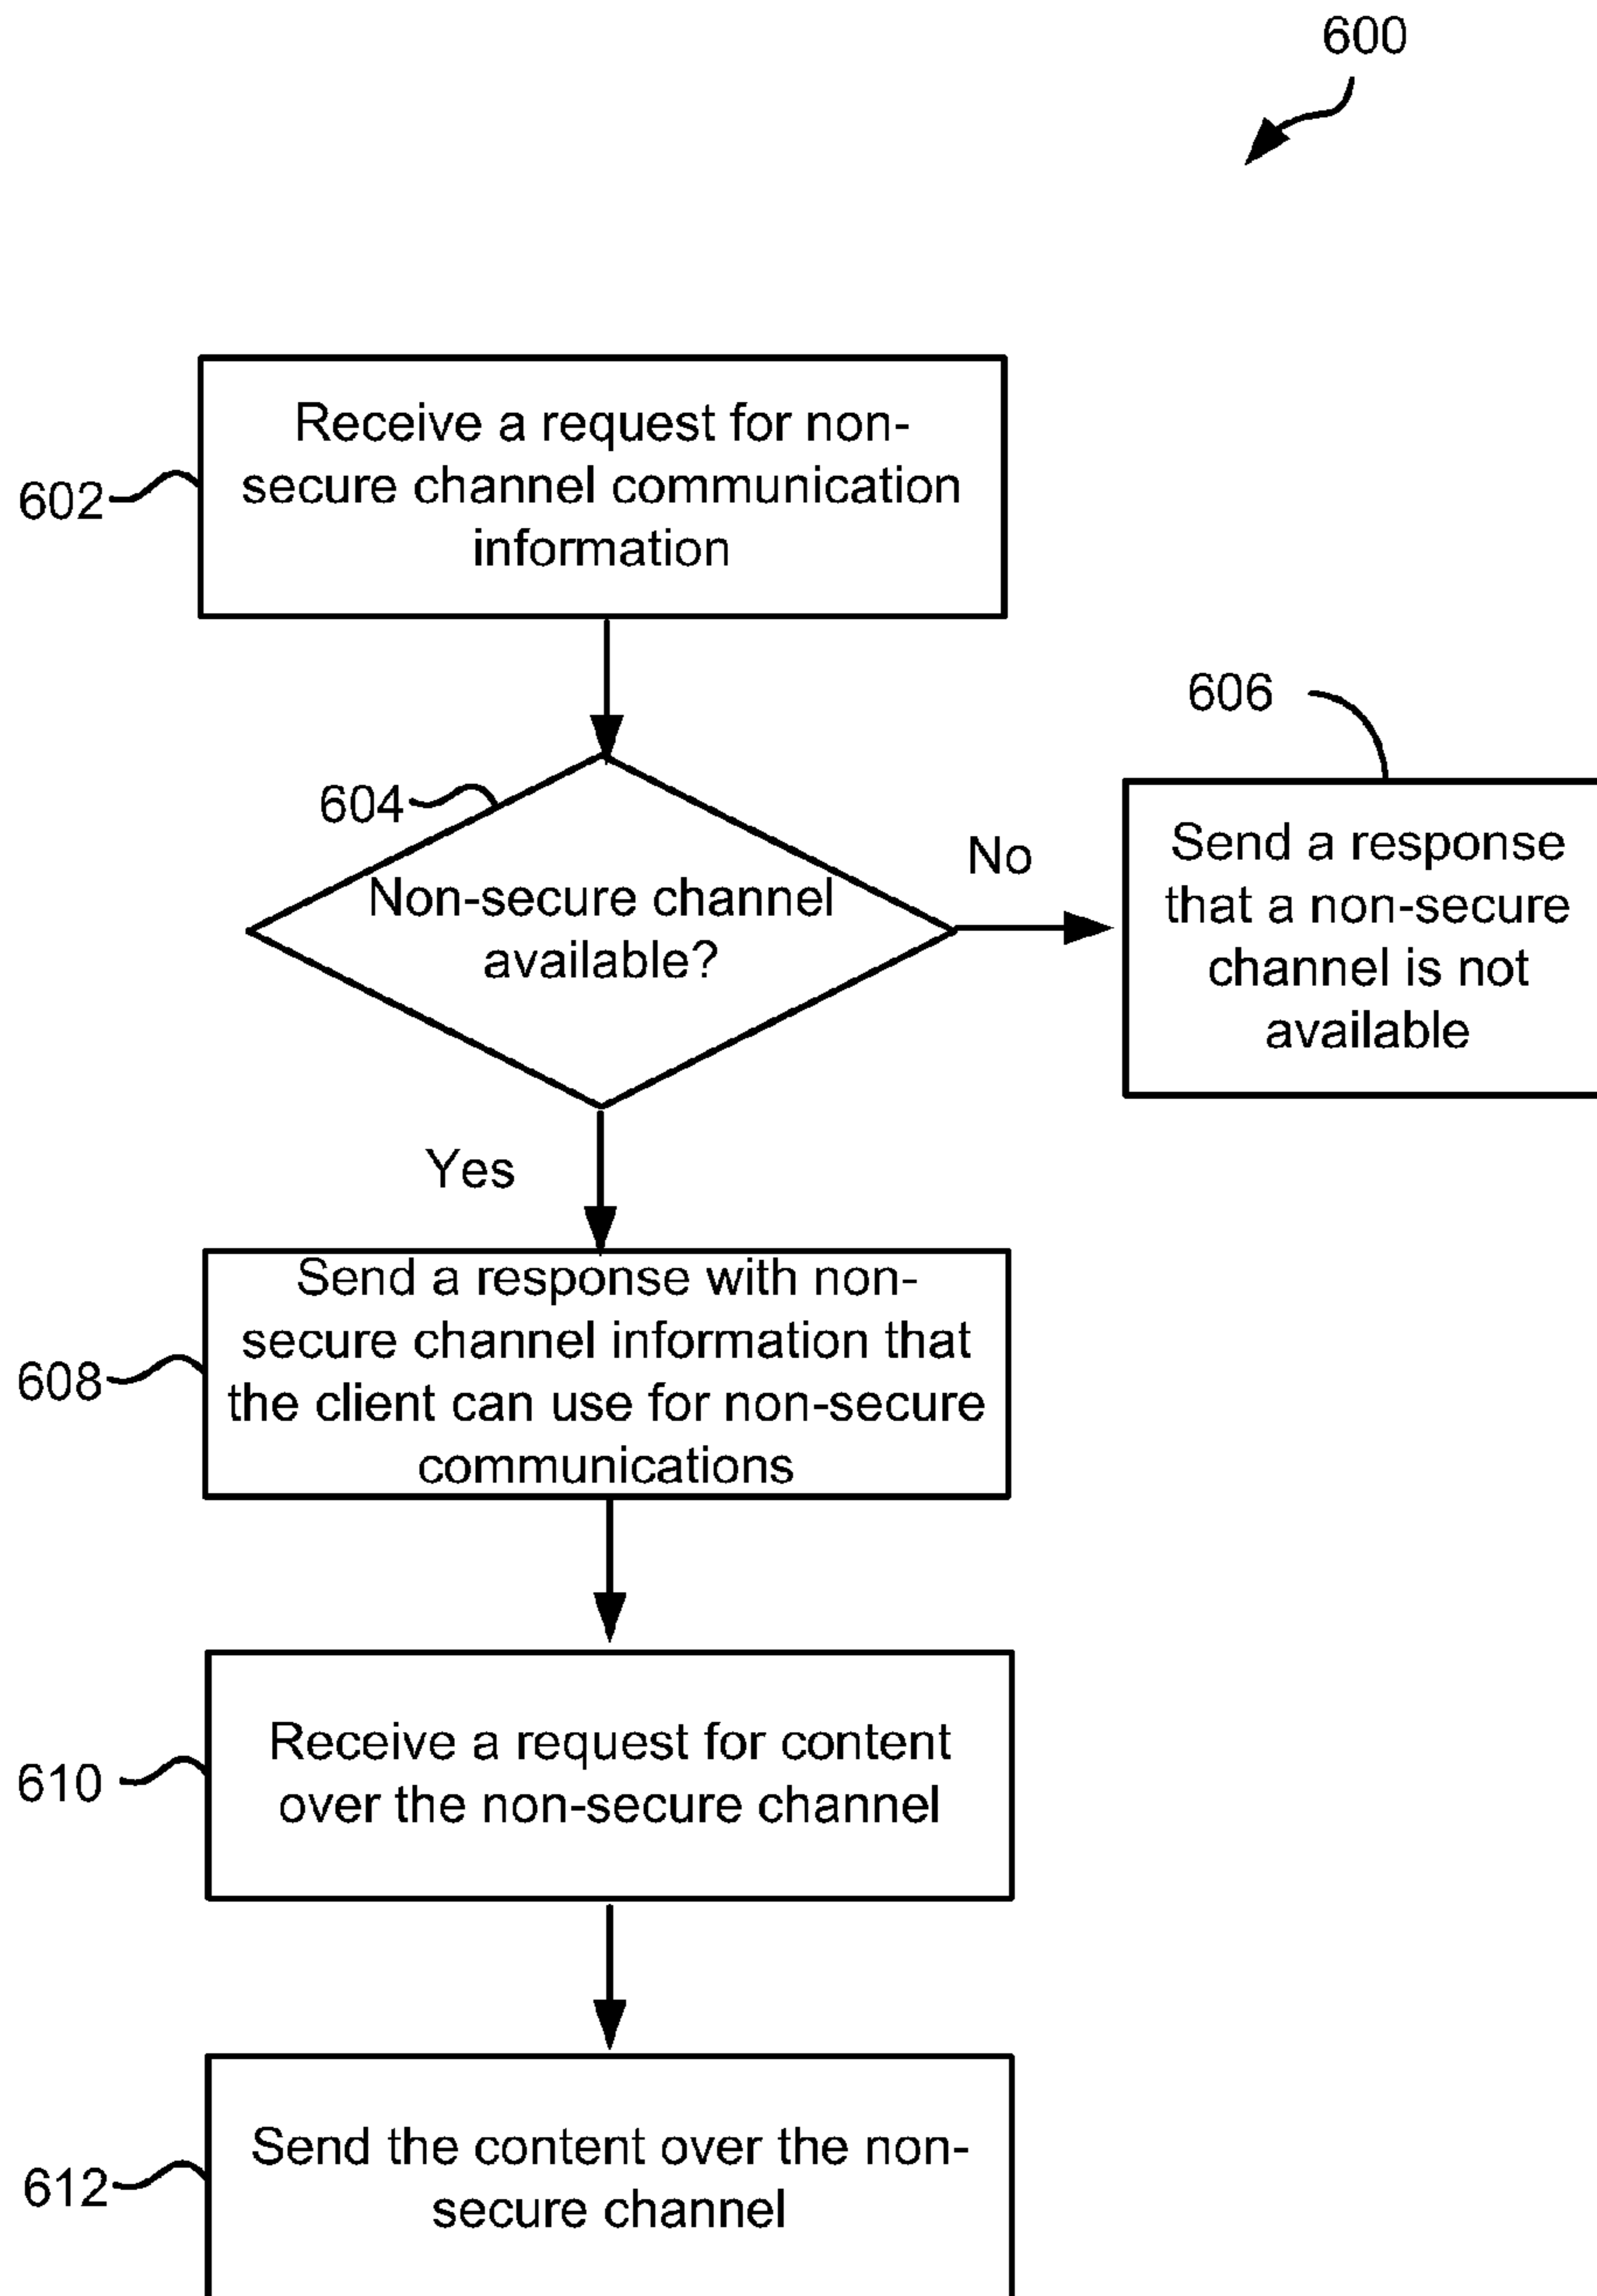 600
Receive a request for non-
secure channel communication
information
602
606
604
Non-secure channel
available?
No
Send a response
that a non-secure
channel is not
available
Yes
Send a response with non-
secure channel information that
the client can use for non-secure
communications
608
Receive a request for content
over the non-secure channel
610
Send the content over the non-
secure channel
612